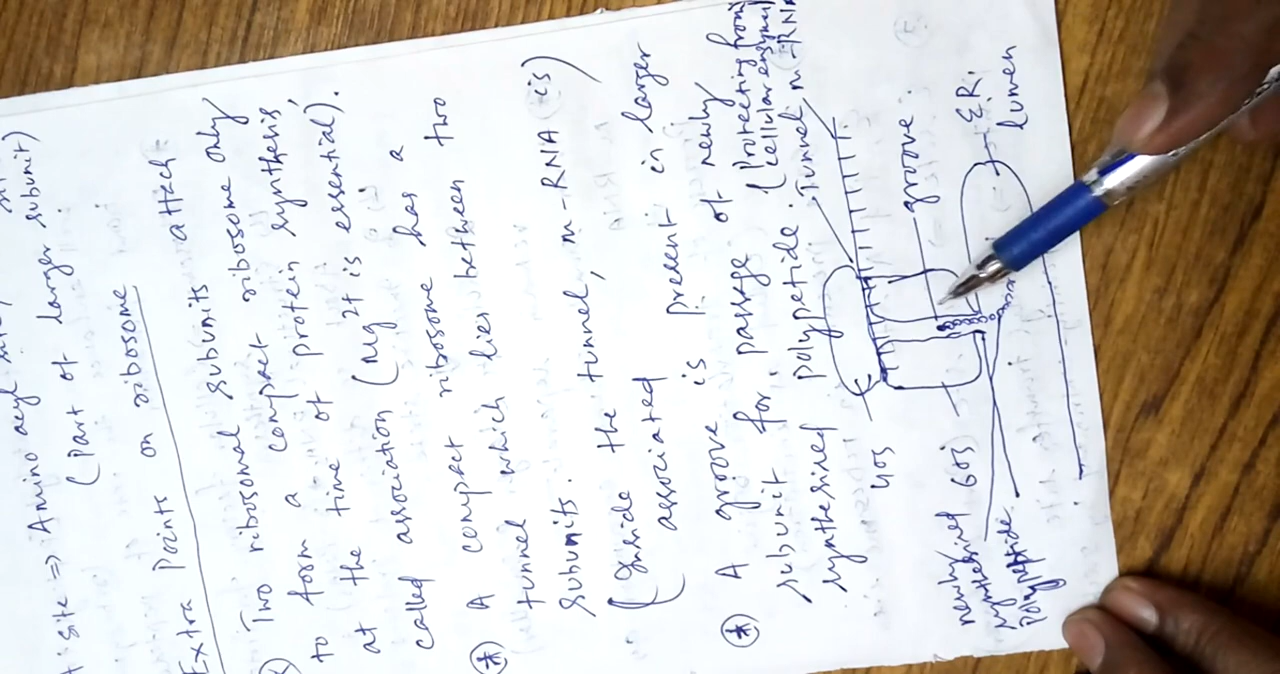 A site ⇒ Amino acyl site,
(Part of larger subunit)
Extra Points on ribosome
Two ribosomal subunits attach
to form a compact ribosome only
at the time of protein synthesis,
called association (Mg2+ is essential).
(*) A compact ribosome has a
tunnel which lies between two
subunits.
(Inside the tunnel, m-RNA is
associated)
(*) A groove is present in larger
subunit for passage of newly
synthesized polypetide. (Protecting from
cellular enzymes)
Tunnel m-RNA
40s
groove
60s
E.R.
lumen
newly
synthesised
polypeptide